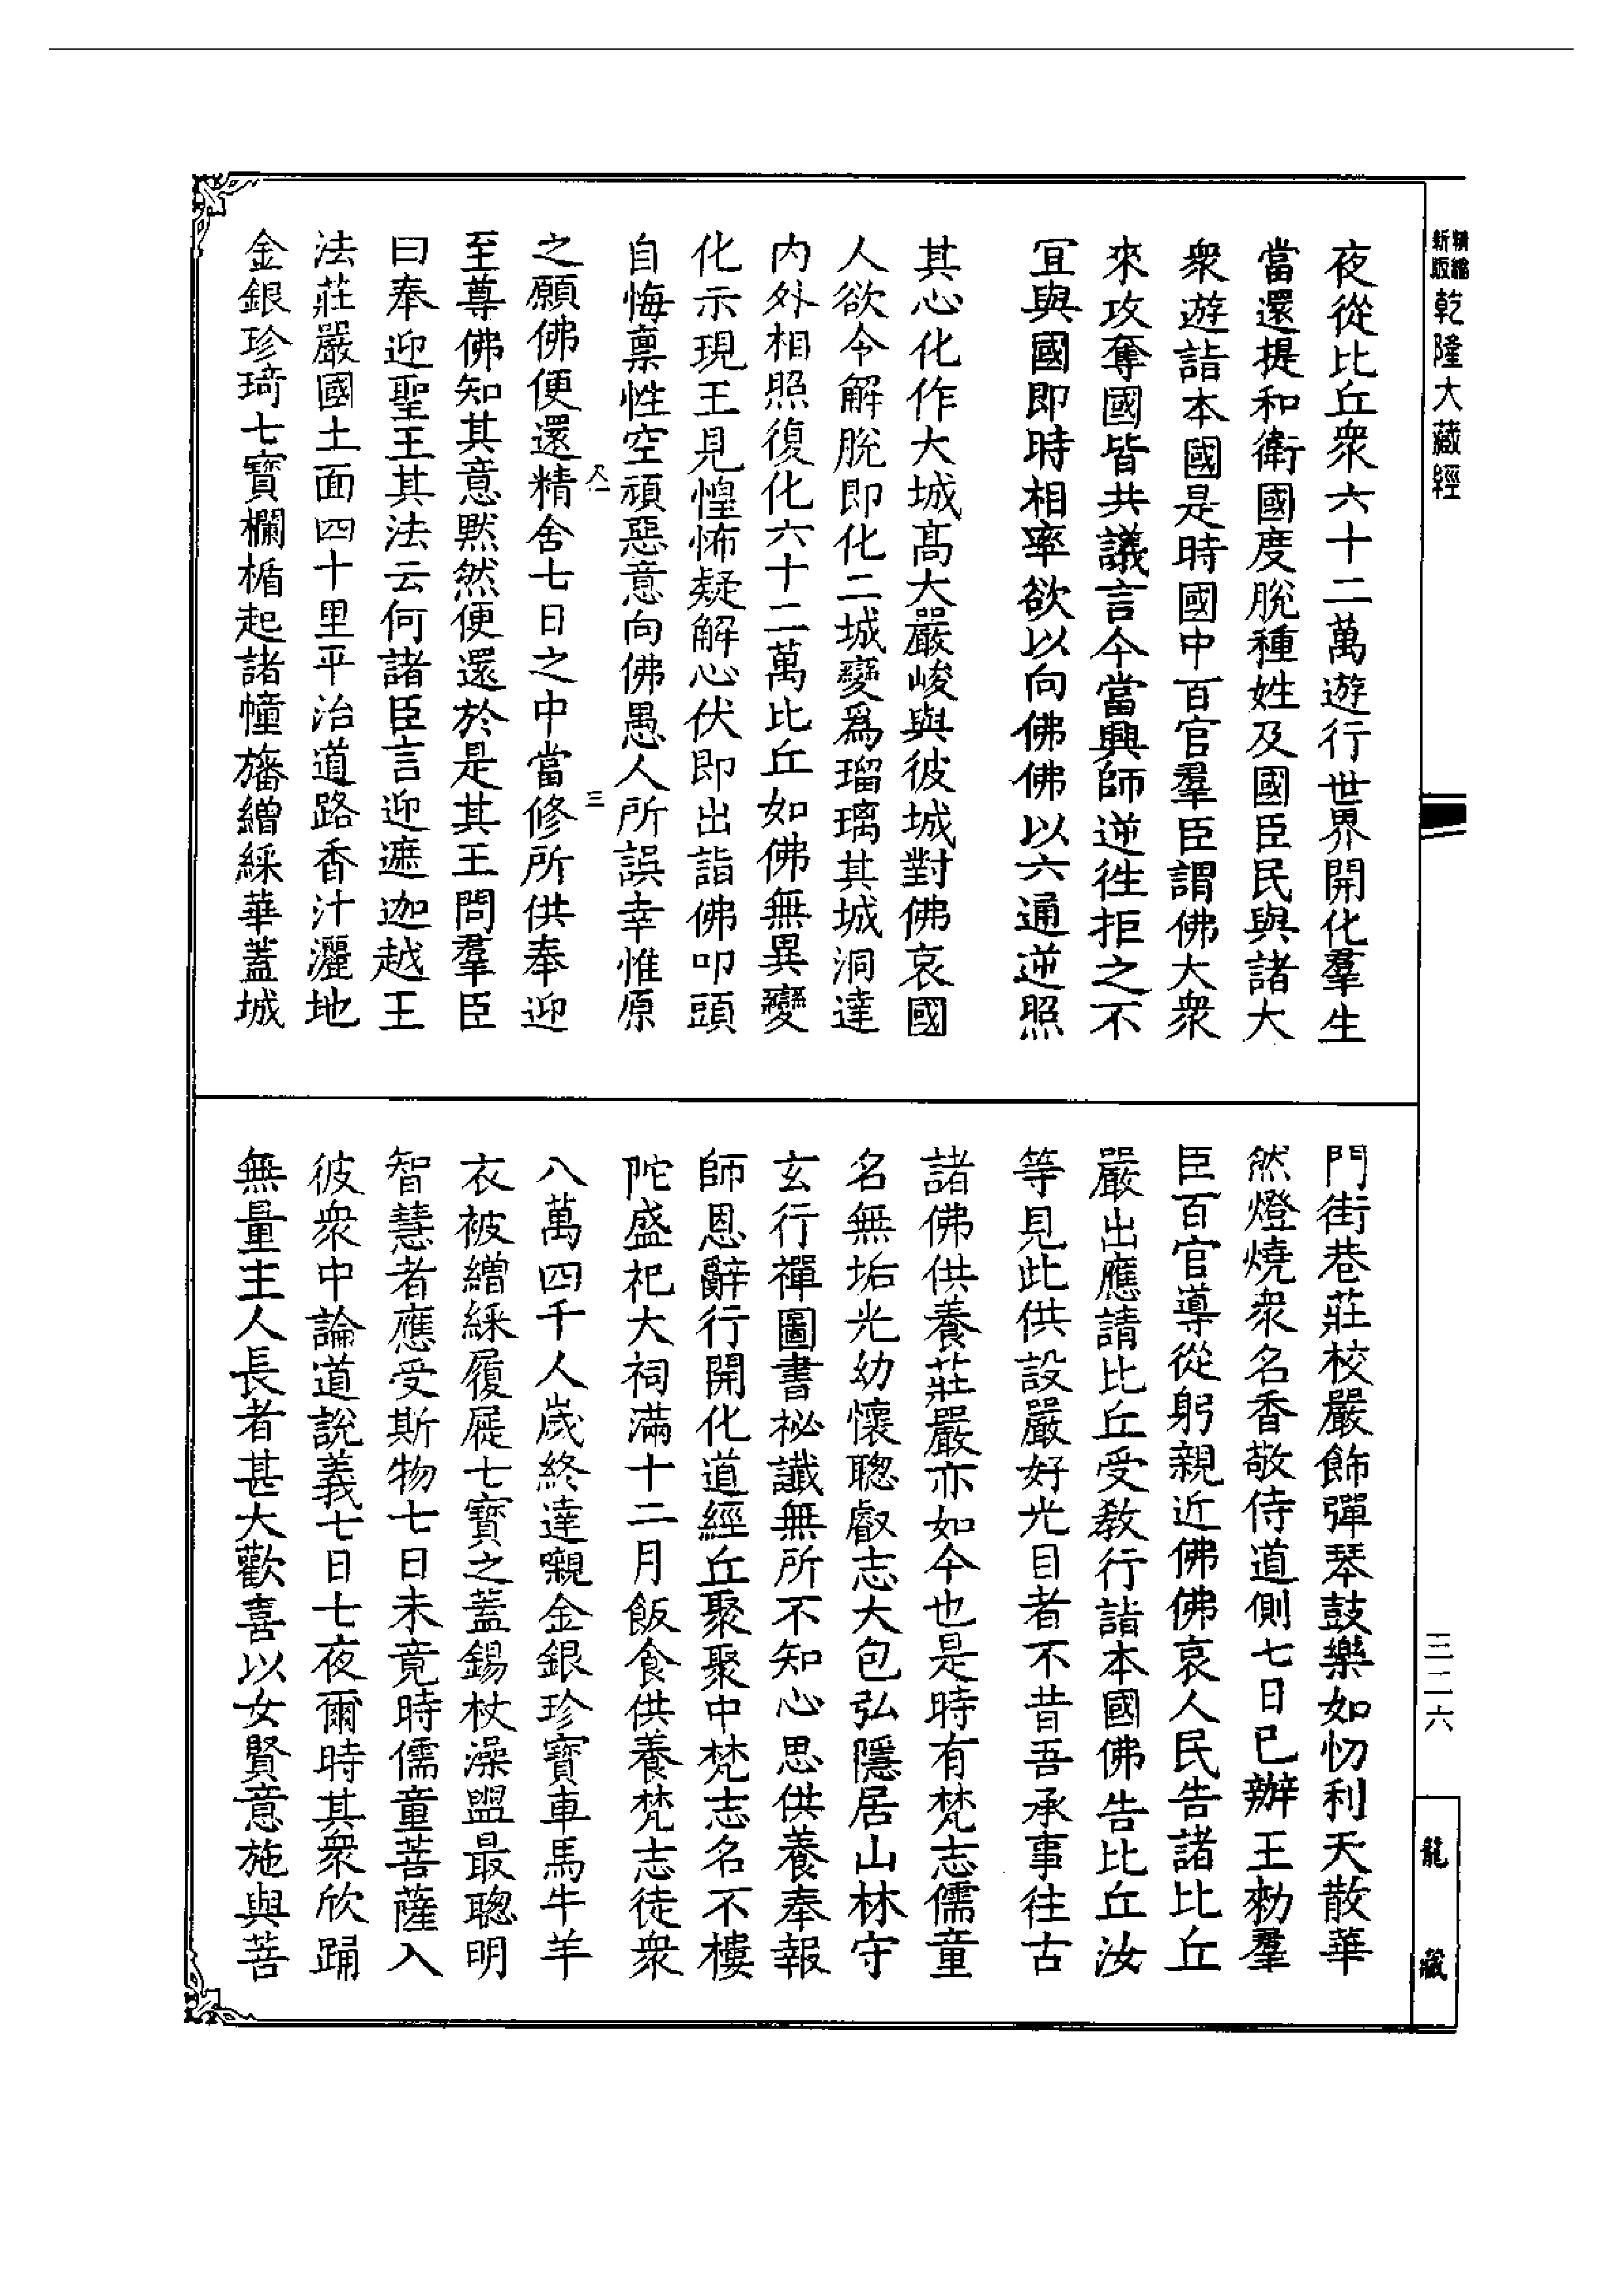 精縮新版 乾隆大藏經
夜從比丘衆六十二萬遊行世界開化羣生
當還提和衛國度脫種姓及國臣民與諸大
衆遊詣本國是時國中百官羣臣謂佛大衆
來攻奪國皆共議言今當興師逆徃拒之不
宜與國即時相率欲以向佛佛以六通逆照
其心化作大城髙大嚴峻與彼城對佛哀國
人欲令解脫即化二城變爲瑠璃其城洞達
内外相照復化六十二萬比丘如佛無異變
化示現王見惶怖疑解心伏即出詣佛叩頭
自悔禀性空頑惡意向佛愚人所誤幸惟原
之願佛便還精舍七日之中當修所供奉迎
至尊佛知其意默然便還於是其王問羣臣
曰奉迎聖王其法云何諸臣言迎遮迦越王
法莊嚴國土面四十里平治道路香汁灑地
金銀珍琦七寶欄楯起諸幢旛繒綵華蓋城
門街巷莊校嚴飾彈琴鼓樂如忉利天散華
然燈燒衆名香敬侍道側七日已辦王勑羣
臣百官導從躬親近佛佛哀人民告諸比丘
嚴出應請比丘受教行詣本國佛告比丘汝
等見此供設嚴好光目者不昔吾承事往古
諸佛供養莊嚴亦如今也是時有梵志儒童
名無垢光幼懷聰叡志大包弘隱居山林守
玄行禪圖書祕讖無所不知心思供養奉報
師恩辭行開化道經丘聚聚中梵志名不樓
陀盛祀大祠滿十二月飯食供養梵志徒衆
八萬四千人歲終達嚫金銀珍寶車馬牛羊
衣被繒綵履屣七寶之蓋錫杖澡盥最聰明
智慧者應受斯物七日未竟時儒童菩薩入
彼衆中論道說義七日七夜爾時其衆欣踊
無量主人長者甚大歡喜以女賢意施與菩
三二六
龍藏